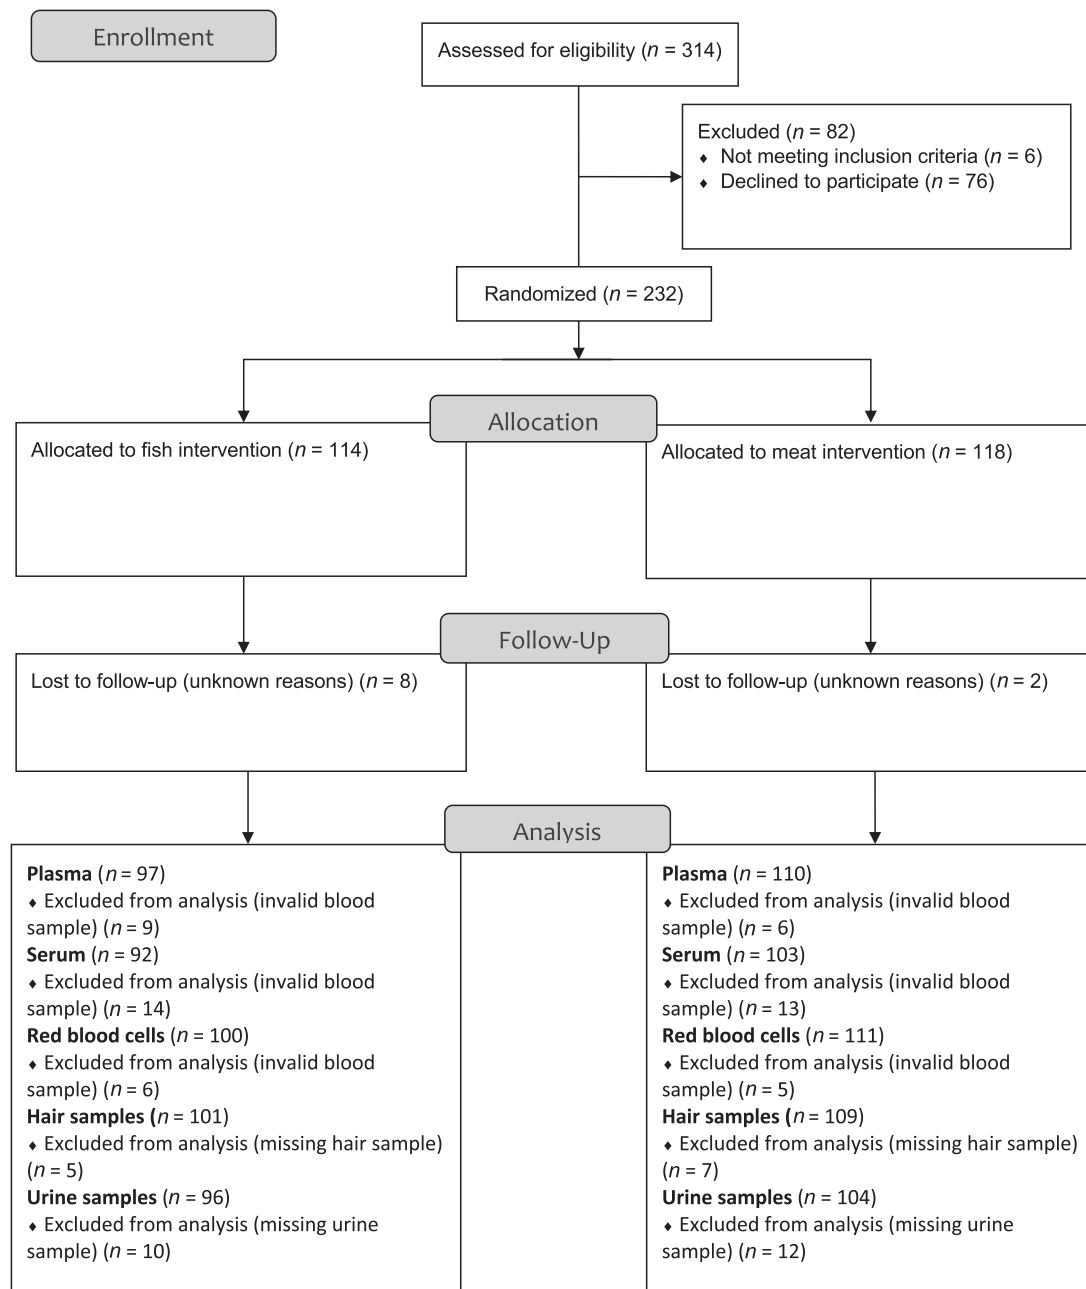 Enrollment
Assessed for eligibility (n = 314)
Excluded (n = 82)
♦ Not meeting inclusion criteria (n = 6)
♦ Declined to participate (n = 76)
Randomized (n = 232)
Allocation
Allocated to fish intervention (n = 114)
Allocated to meat intervention (n = 118)
Follow-Up
Lost to follow-up (unknown reasons) (n = 8)
Lost to follow-up (unknown reasons) (n = 2)
Analysis
Plasma (n = 97)
♦ Excluded from analysis (invalid blood
sample) (n = 9)
Serum (n = 92)
♦ Excluded from analysis (invalid blood
sample) (n = 14)
Red blood cells (n = 100)
♦ Excluded from analysis (invalid blood
sample) (n = 6)
Hair samples (n = 101)
♦ Excluded from analysis (missing hair sample)
(n = 5)
Urine samples (n = 96)
♦ Excluded from analysis (missing urine
sample) (n = 10)
Plasma (n = 110)
♦ Excluded from analysis (invalid blood
sample) (n = 6)
Serum (n = 103)
♦ Excluded from analysis (invalid blood
sample) (n = 13)
Red blood cells (n = 111)
♦ Excluded from analysis (invalid blood
sample) (n = 5)
Hair samples (n = 109)
♦ Excluded from analysis (missing hair sample)
(n = 7)
Urine samples (n = 104)
♦ Excluded from analysis (missing urine
sample) (n = 12)